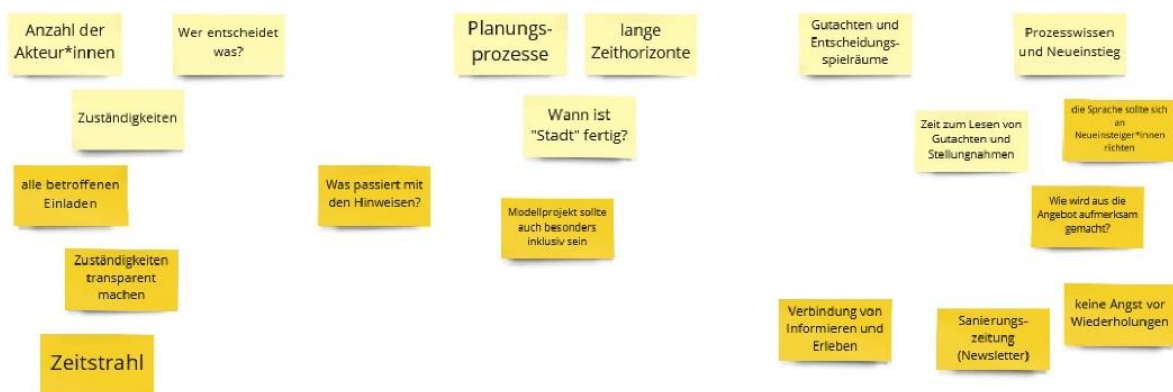 Anzahl der
Akteur*innen
Wer entscheidet
was?
Zuständigkeiten
alle betroffenen
Einladen
Zuständigkeiten
transparent
machen
Zeitstrahl
Was passiert mit
den Hinweisen?
Planungs-
prozesse
lange
Zeithorizonte
Wann ist
"Stadt" fertig?
Modellprojekt sollte
auch besonders
inklusiv sein
Gutachten und
Entscheidungs-
spielräume
Prozesswissen
und Neueinstieg
Zeit zum Lesen von
Gutachten und
Stellungnahmen
die Sprache sollte sich
an
Neueinsteiger*innen
richten
Wie wird aus die
Angebot aufmerksam
gemacht?
Verbindung von
Informieren und
Erleben
Sanierungs-
zeitung
(Newsletter)
keine Angst vor
Wiederholungen